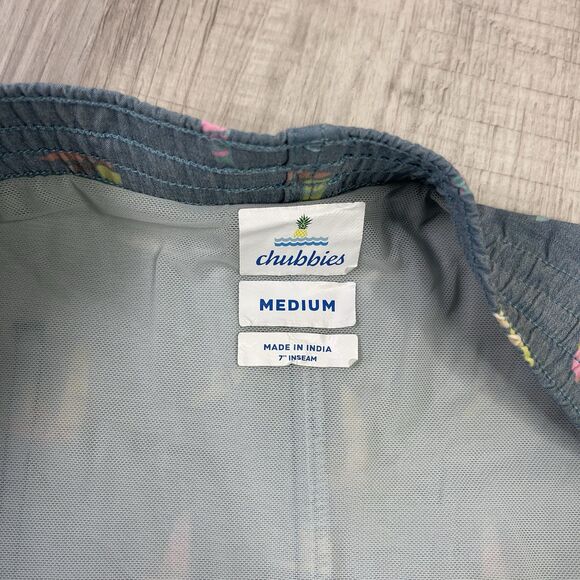 chubbies
MEDIUM
MADE IN INDIA
7" INSEAM